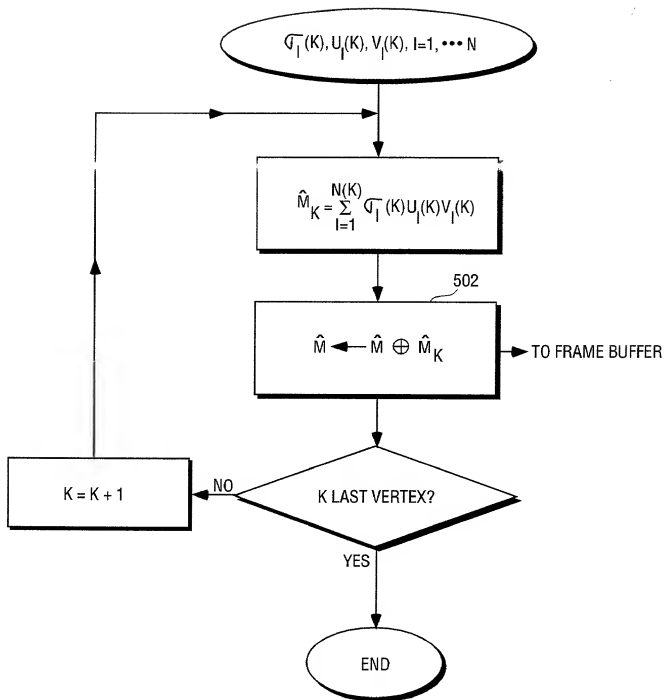 σ_I(K), U_I(K), V_I(K), I=1, ••• N
M̂_K = Σ_{I=1}^{N(K)} σ_I(K)U_I(K)V_I(K)
502
M̂ ← M̂ ⊕ M̂_K
TO FRAME BUFFER
K LAST VERTEX?
NO
K = K + 1
YES
END